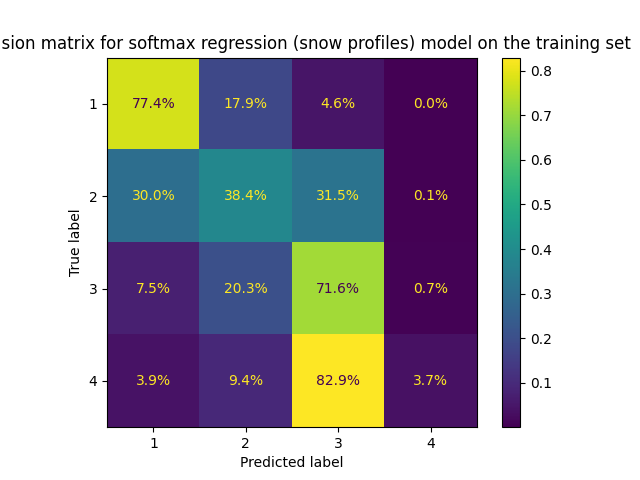 sion matrix for softmax regression (snow profiles) model on the training set
True label
1 77.4% 17.9% 4.6% 0.0%
2 30.0% 38.4% 31.5% 0.1%
3 7.5% 20.3% 71.6% 0.7%
4 3.9% 9.4% 82.9% 3.7%
1 2 3 4
Predicted label
0.8
0.7
0.6
0.5
0.4
0.3
0.2
0.1